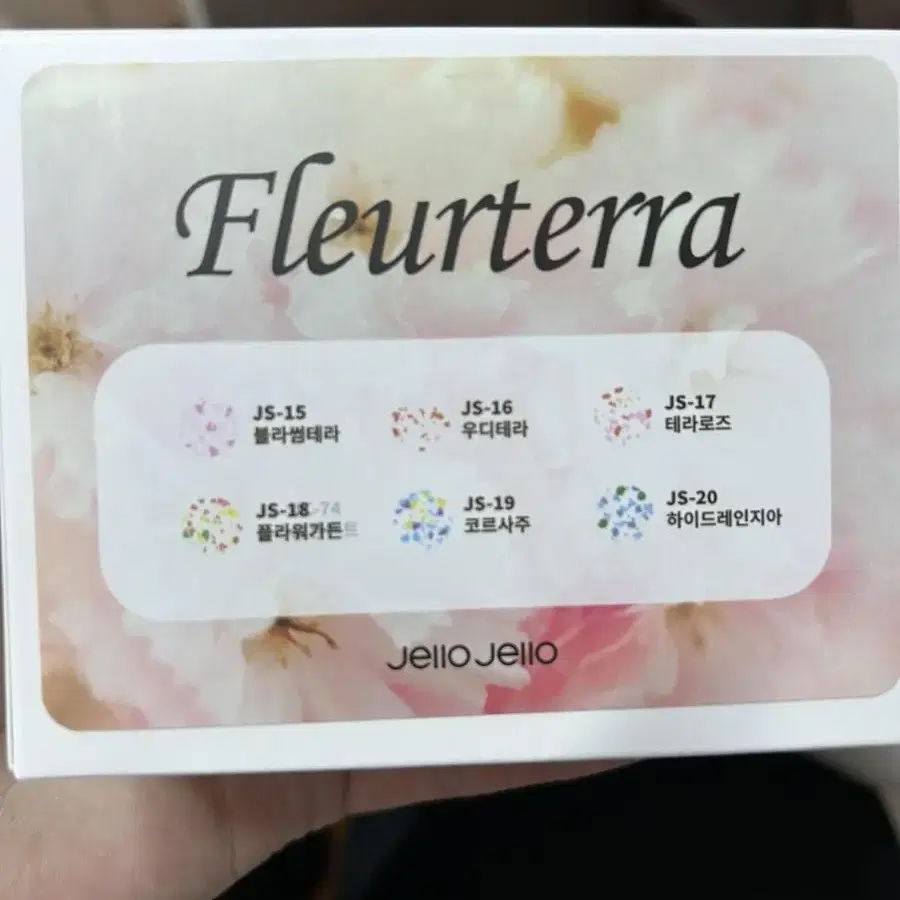 Fleurterra
JS-15
블라썸테라
JS-16
우디테라
JS-17
테라로즈
JS-18
플라워가든
JS-19
코르사주
JS-20
하이드레인지아
Jello Jello